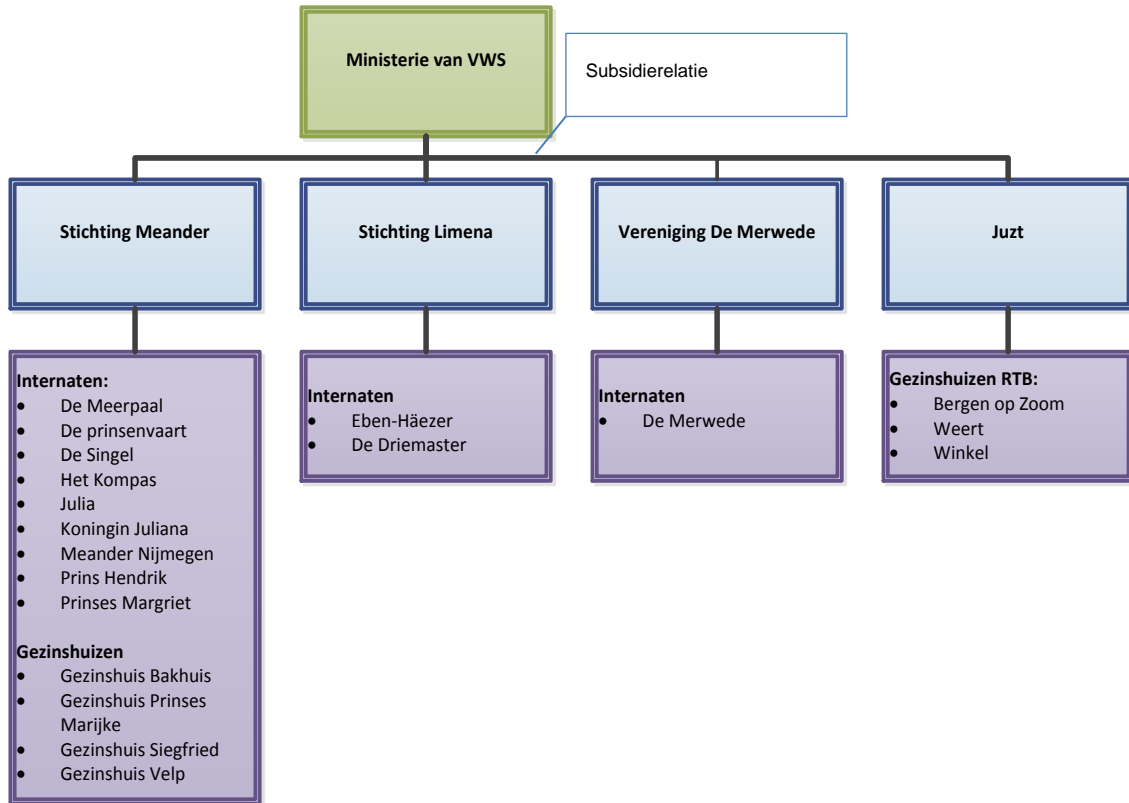 Ministerie van VWS
Subsidierelatie
Stichting Meander
Stichting Limena
Vereniging De Merwede
Juzt
Internaten:
• De Meerpaal
• De prinsenvaart
• De Singel
• Het Kompas
• Julia
• Koningin Juliana
• Meander Nijmegen
• Prins Hendrik
• Prinses Margriet
Gezinshuizen
• Gezinshuis Bakhuis
• Gezinshuis Prinses
Marijke
• Gezinshuis Siegfried
• Gezinshuis Velp
Internaten
• Eben-Häezer
• De Driemaster
Internaten
• De Merwede
Gezinshuizen RTB:
• Bergen op Zoom
• Weert
• Winkel